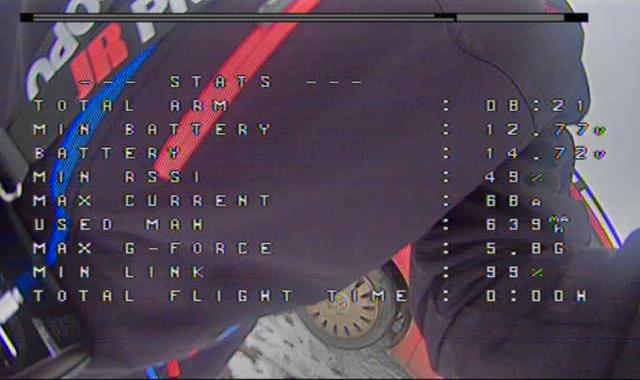 JR
--- STATS ---
TOTAL ARM : 08:21
MIN BATTERY : 12.77V
BATTERY : 14.72V
MIN RSSI : 49%
MAX CURRENT : 68A
USED MAH : 639mAh
MAX G-FORCE : 5.8G
MIN LINK : 99%
TOTAL FLIGHT TIME : 0:00H